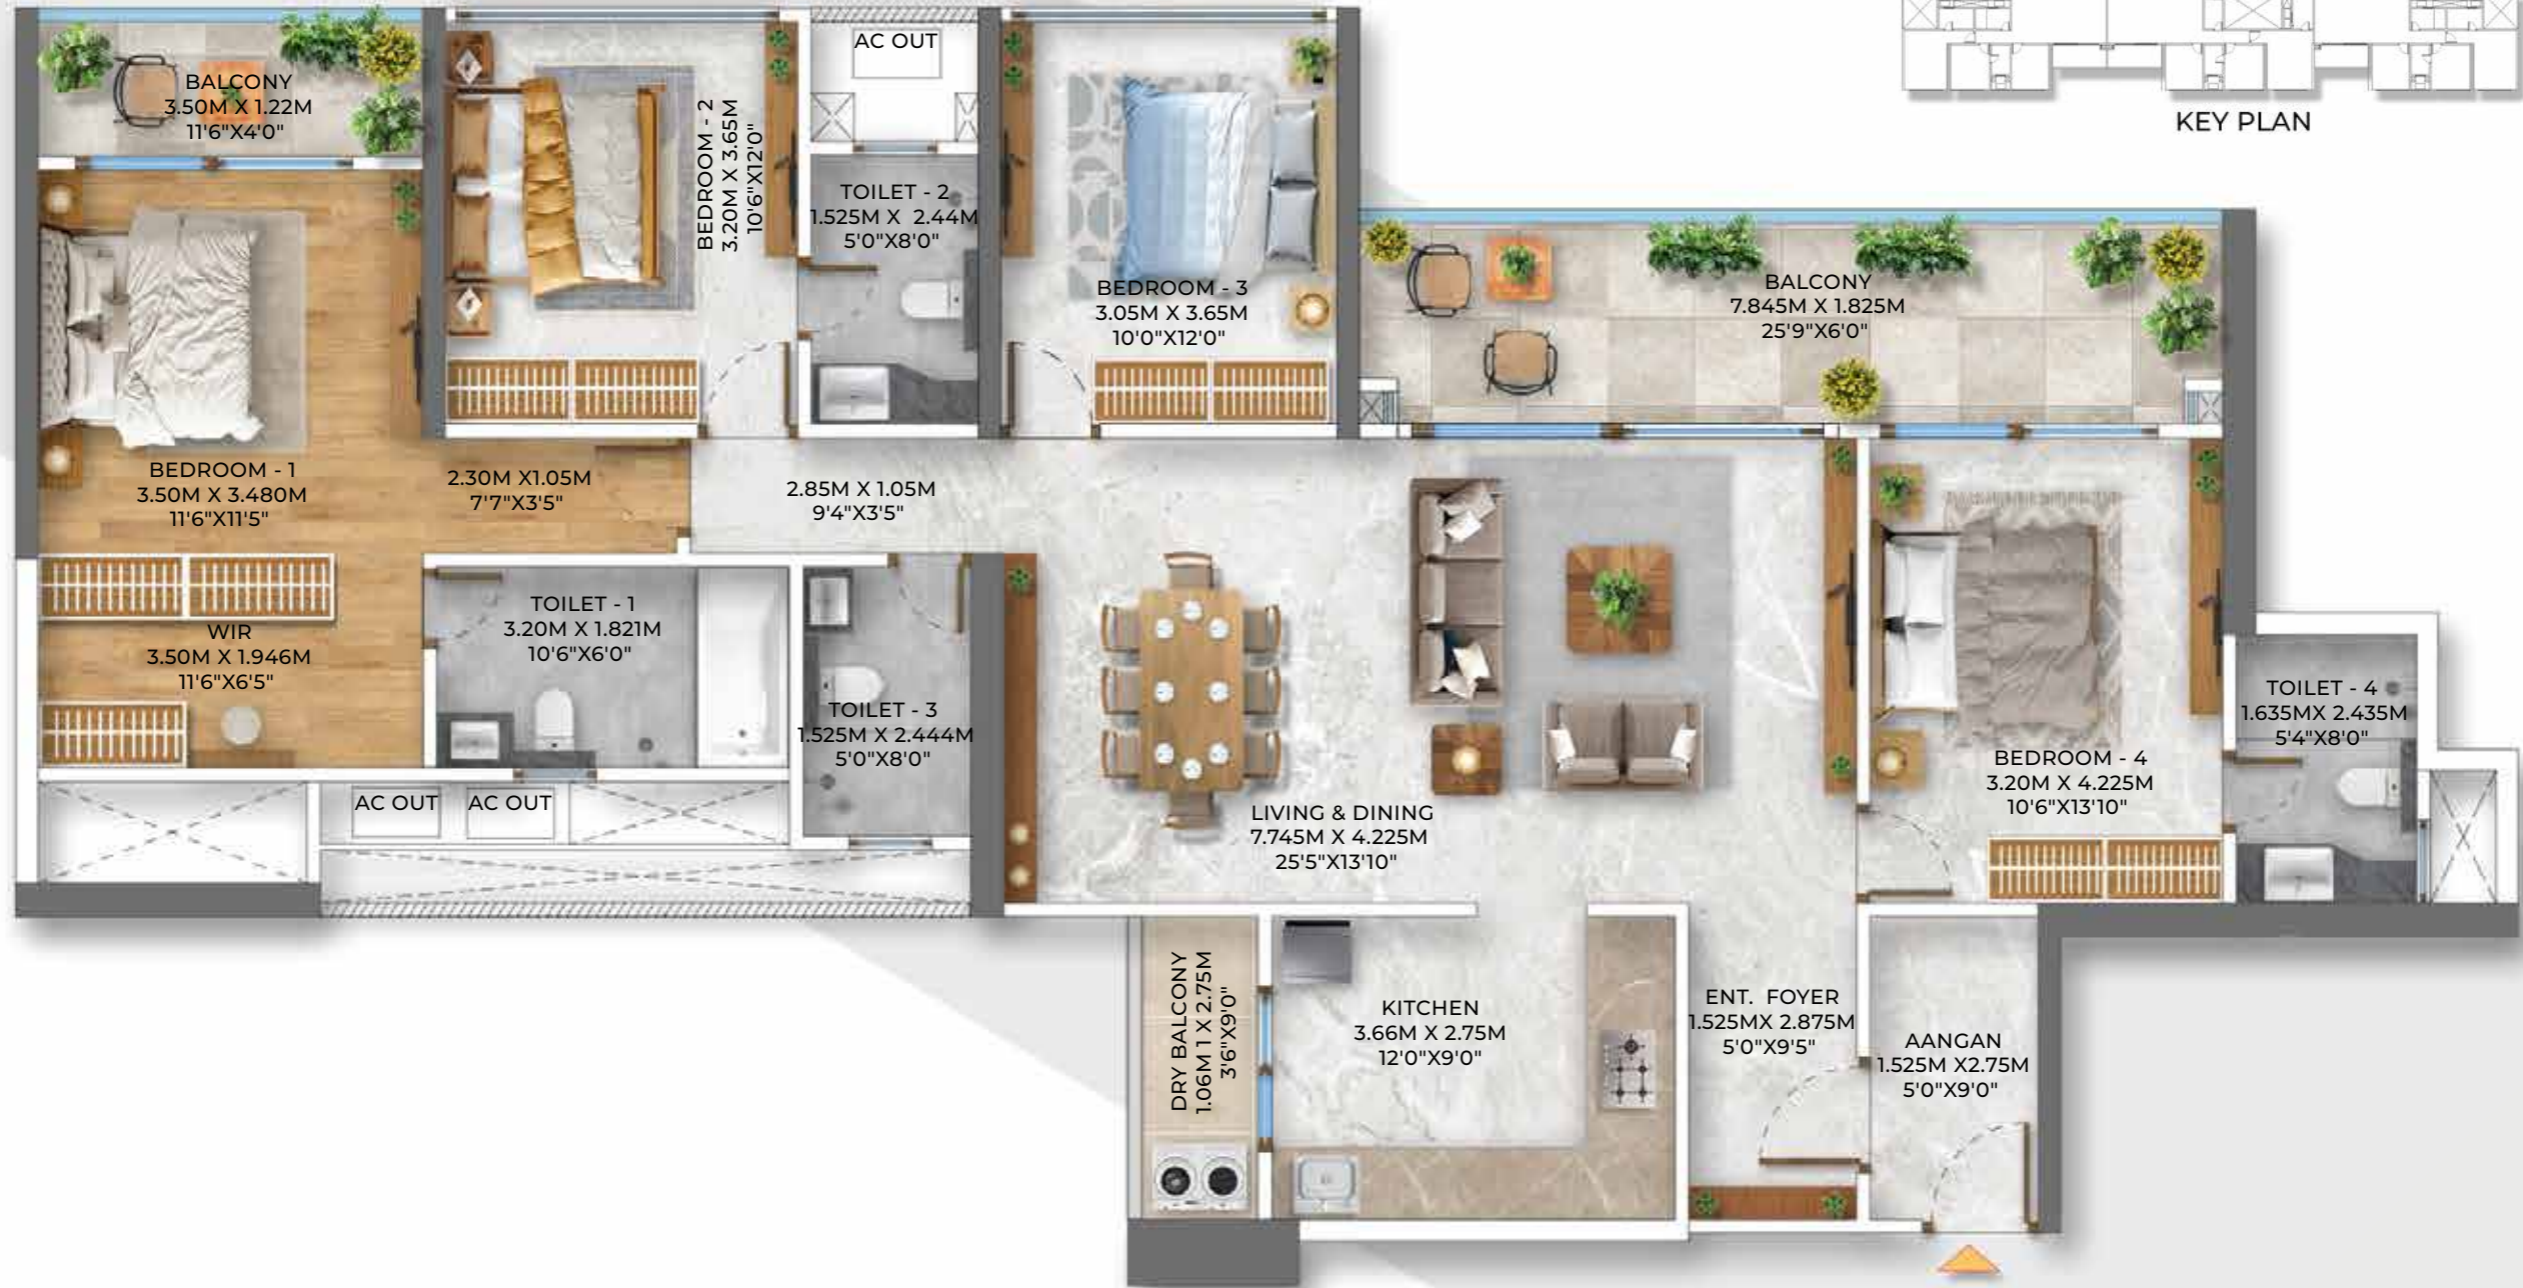 AC OUT
BALCONY
3.50M X 1.22M
11'6"X4'0"
BEDROOM - 2
3.20M X 3.65M
10'6"X12'0"
TOILET - 2
1.525M X  2.44M
5'0"X8'0"
BEDROOM - 3
3.05M X 3.65M
10'0"X12'0"
KEY PLAN
BALCONY
7.845M X 1.825M
25'9"X6'0"
BEDROOM - 1
3.50M X 3.480M
11'6"X11'5"
2.30M X1.05M
7'7"X3'5"
2.85M X 1.05M
9'4"X3'5"
WIR
3.50M X 1.946M
11'6"X6'5"
TOILET - 1
3.20M X 1.821M
10'6"X6'0"
TOILET - 3
1.525M X 2.444M
5'0"X8'0"
AC OUT
AC OUT
LIVING & DINING
7.745M X 4.225M
25'5"X13'10"
BEDROOM - 4
3.20M X 4.225M
10'6"X13'10"
TOILET - 4
1.635MX 2.435M
5'4"X8'0"
DRY BALCONY
1.06M 1 X 2.75M
3'6"X9'0"
KITCHEN
3.66M X 2.75M
12'0"X9'0"
ENT.  FOYER
1.525MX 2.875M
5'0"X9'5"
AANGAN
1.525M X2.75M
5'0"X9'0"